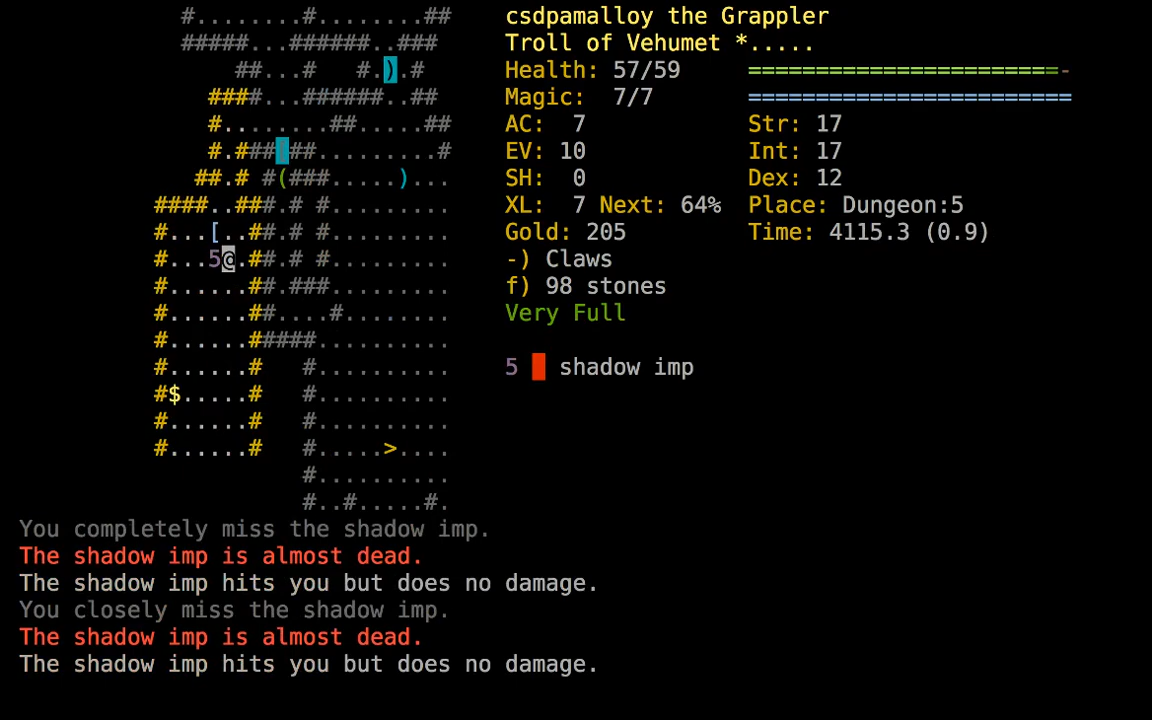 #........#........##     csdpamalloy the Grappler
#####...######..###     Troll of Vehumet *.....
##...#   #.).#     Health: 57/59     =======================-
####...######..##     Magic:  7/7     ========================
#........##.....##     AC:  7     Str: 17
#.###[##.........#     EV: 10     Int: 17
##.# #(###.....)...     SH:  0     Dex: 12
####..##.# #.........     XL:  7 Next: 64%  Place: Dungeon:5
#...[..##.# #.........     Gold: 205     Time: 4115.3 (0.9)
#...5@.##.# #.........     -) Claws
#......##.###.........     f) 98 stones
#......##....#........     Very Full
#......#####..........
#......#   #..........     5   shadow imp
#$.....#   #..........
#......#   #..........
#......#   #.....>....
#..........
#..#.....#.
You completely miss the shadow imp.
The shadow imp is almost dead.
The shadow imp hits you but does no damage.
You closely miss the shadow imp.
The shadow imp is almost dead.
The shadow imp hits you but does no damage.